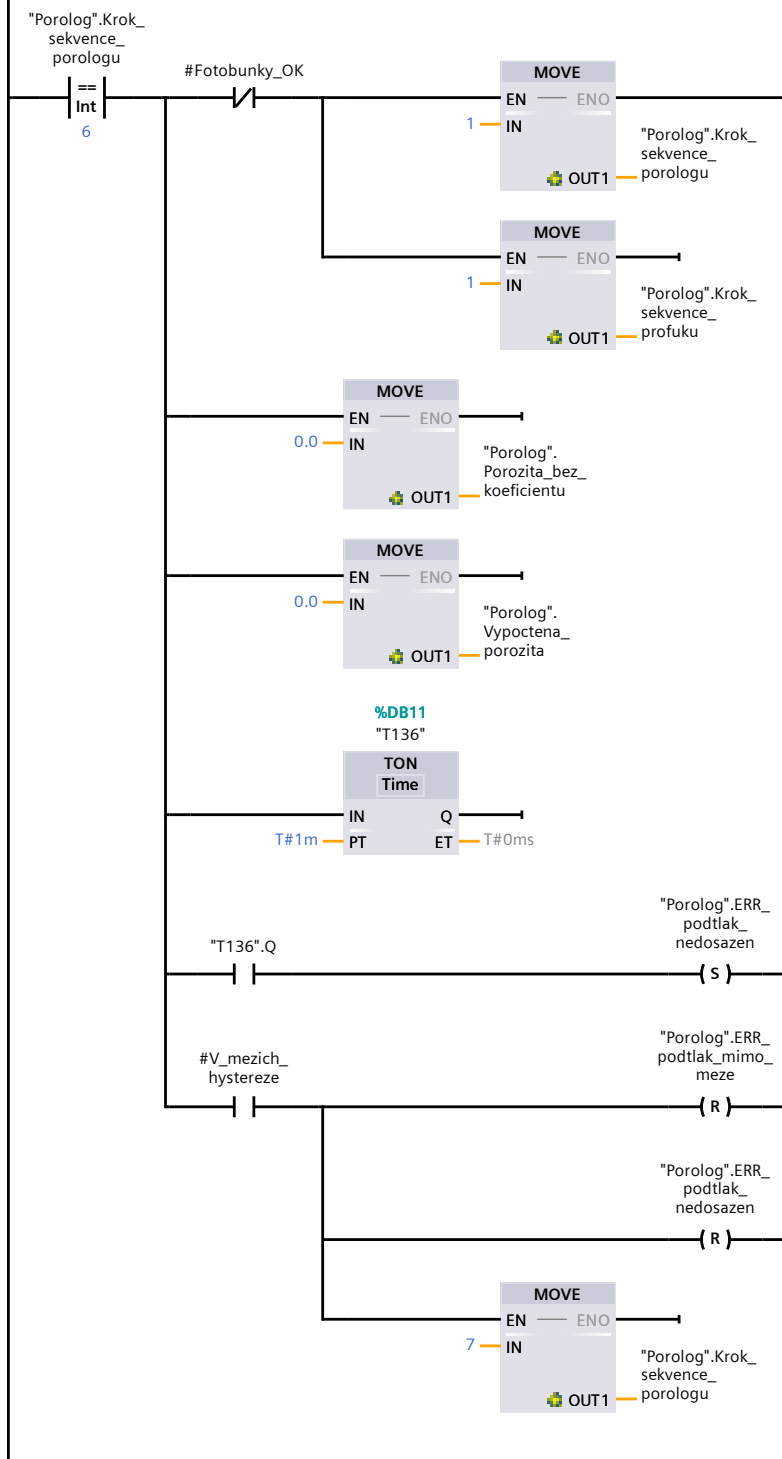 "Porolog".Krok_
sekvence_
porologu
==
Int
6
#Fotobunky_OK
MOVE
EN
ENO
1
IN
OUT1
"Porolog".Krok_
sekvence_
porologu
MOVE
EN
ENO
1
IN
OUT1
"Porolog".Krok_
sekvence_
profuku
MOVE
EN
ENO
0.0
IN
OUT1
"Porolog".
Porozita_bez_
koeficientu
MOVE
EN
ENO
0.0
IN
OUT1
"Porolog".
Vypoctena_
porozita
%DB11
"T136"
TON
Time
IN
Q
T#1m
PT
ET
T#0ms
"T136".Q
"Porolog".ERR_
podtlak_
nedosazen
S
#V_mezich_
hystereze
"Porolog".ERR_
podtlak_mimo_
meze
R
"Porolog".ERR_
podtlak_
nedosazen
R
MOVE
EN
ENO
7
IN
OUT1
"Porolog".Krok_
sekvence_
porologu